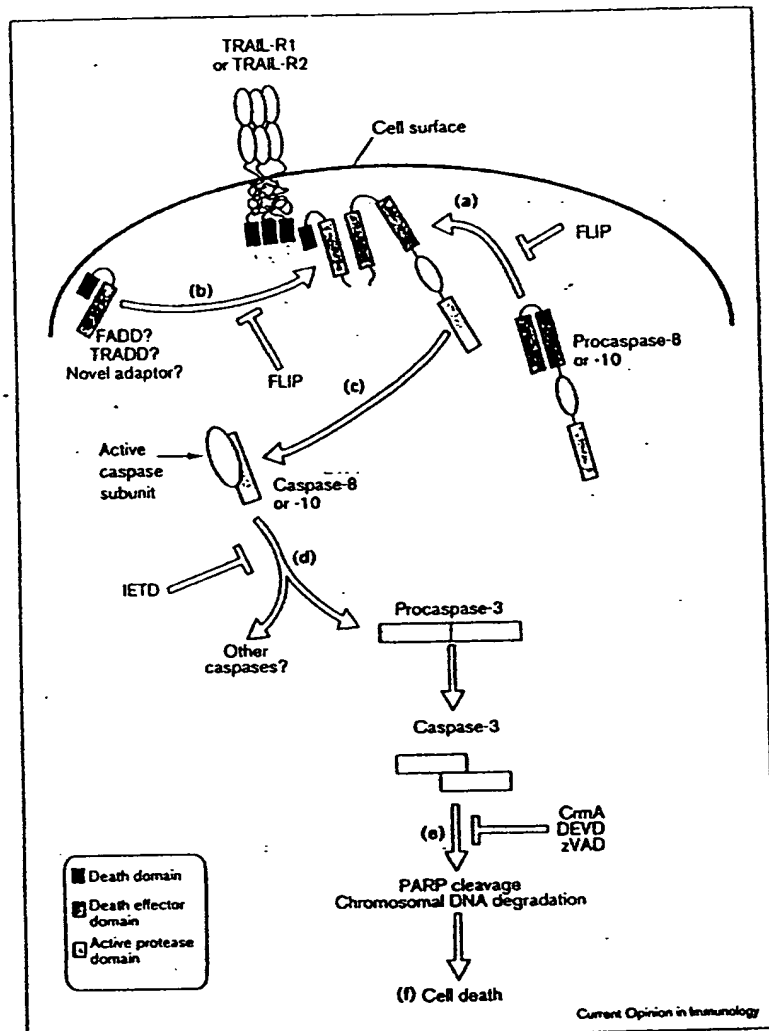 TRAIL-R1
or TRAIL-R2
Cell surface
(a)
FLIP
(b)
FADD?
TRADD?
Novel adaptor?
FLIP
Procaspase-8
or -10
(c)
Active
caspase
subunit
Caspase-8
or -10
(d)
IETD
Procaspase-3
Other
caspases?
Caspase-3
(e)
CrmA
DEVD
zVAD
PARP cleavage
Chromosomal DNA degradation
Death domain
Death effector
domain
Active protease
domain
(f) Cell death
Current Opinion in Immunology